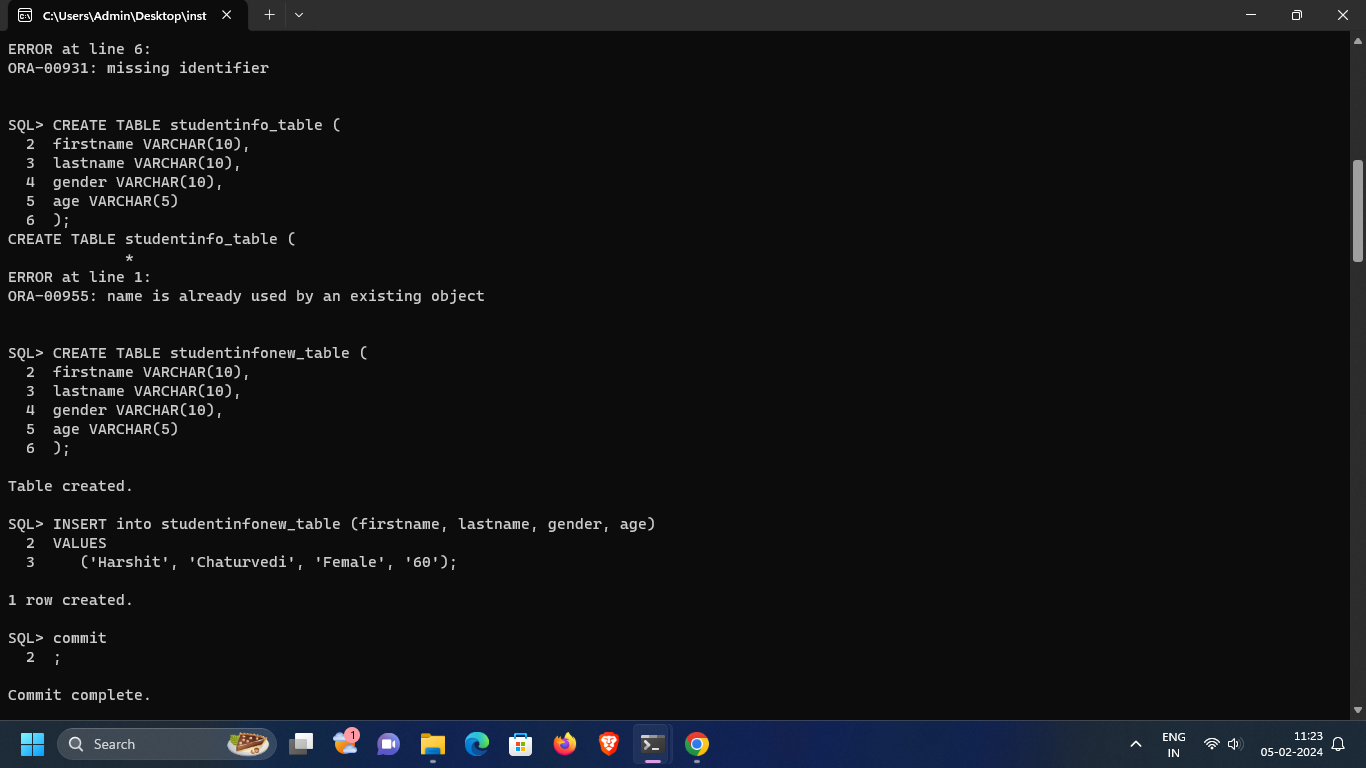 C:\Users\Admin\Desktop\inst
ERROR at line 6:
ORA-00931: missing identifier
SQL> CREATE TABLE studentinfo_table (
2 firstname VARCHAR(10),
3 lastname VARCHAR(10),
4 gender VARCHAR(10),
5 age VARCHAR(5)
6 );
CREATE TABLE studentinfo_table (
*
ERROR at line 1:
ORA-00955: name is already used by an existing object
SQL> CREATE TABLE studentinfonew_table (
2 firstname VARCHAR(10),
3 lastname VARCHAR(10),
4 gender VARCHAR(10),
5 age VARCHAR(5)
6 );
Table created.
SQL> INSERT into studentinfonew_table (firstname, lastname, gender, age)
2 VALUES
3 ('Harshit', 'Chaturvedi', 'Female', '60');
1 row created.
SQL> commit
2 ;
Commit complete.
Search
1
ENG
IN
11:23
05-02-2024